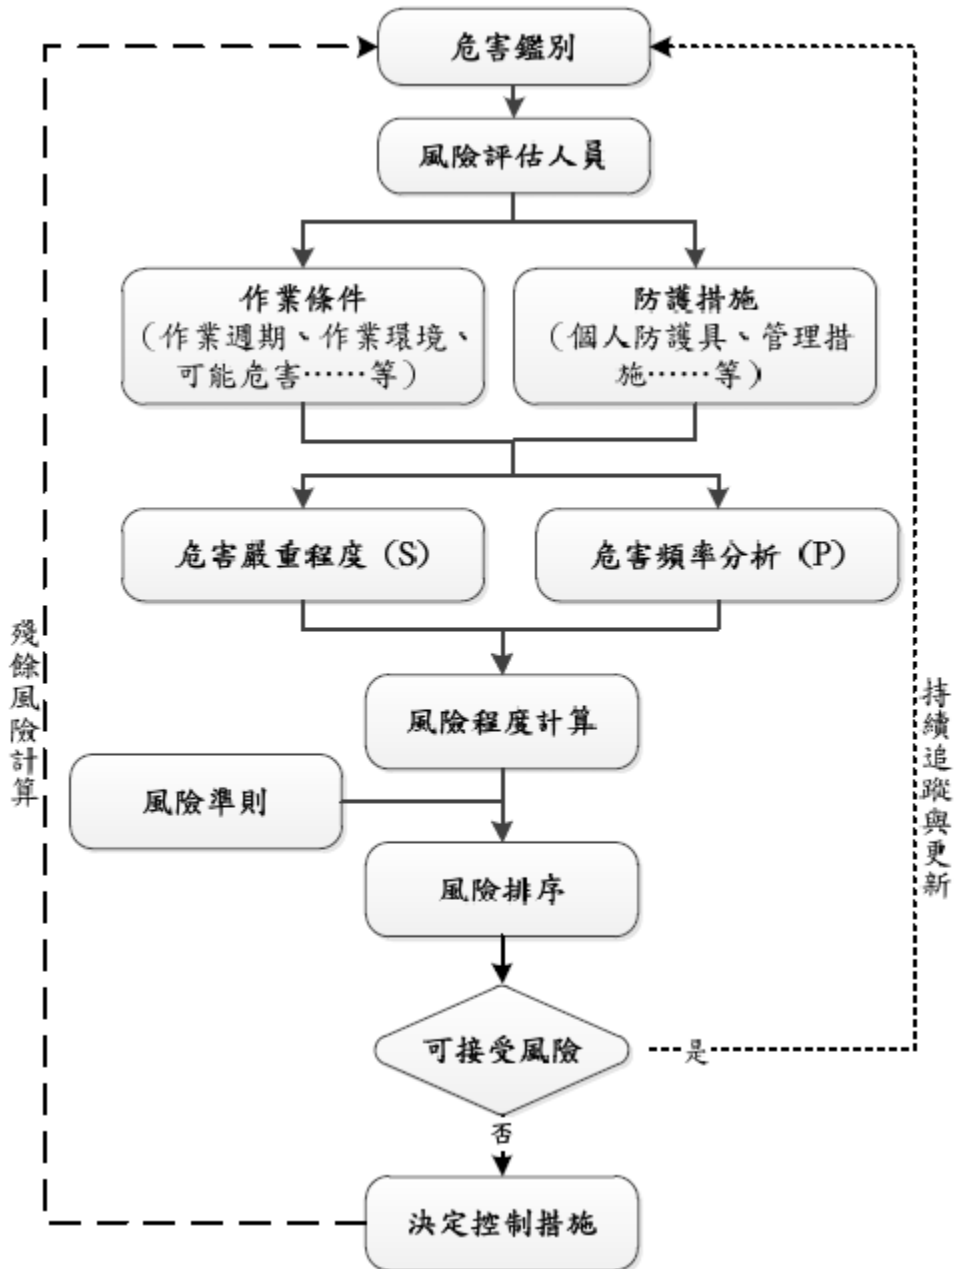 危害鑑別
風險評估人員
作業條件
（作業週期、作業環境、
可能危害……等）
防護措施
（個人防護具、管理措
施……等）
危害嚴重程度（S）
危害頻率分析（P）
風險程度計算
風險準則
風險排序
可接受風險
是
否
決定控制措施
殘餘風險計算
持續追蹤與更新